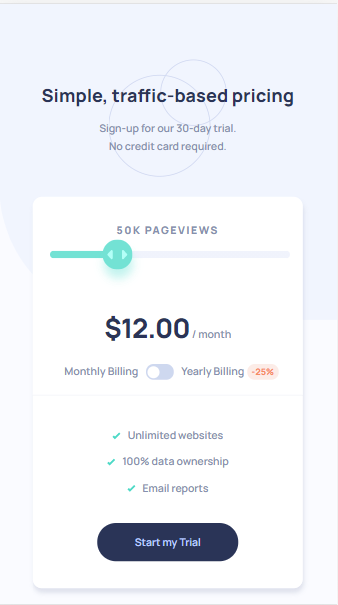 Simple, traffic-based pricing
Sign-up for our 30-day trial.
No credit card required.
50K PAGEVIEWS
$12.00 / month
Monthly Billing Yearly Billing -25%
Unlimited websites
100% data ownership
Email reports
Start my Trial